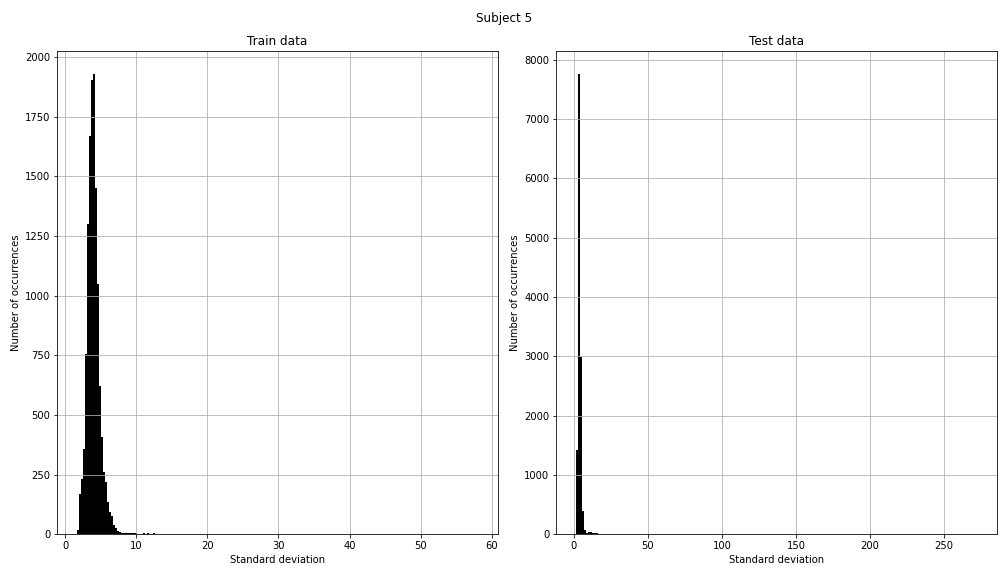 Subject 5
Train data
2000
1750
1500
1250
1000
750
500
250
0
Number of occurrences
0 10 20 30 40 50 60
Standard deviation
Test data
8000
7000
6000
5000
4000
3000
2000
1000
0
Number of occurrences
0 50 100 150 200 250
Standard deviation